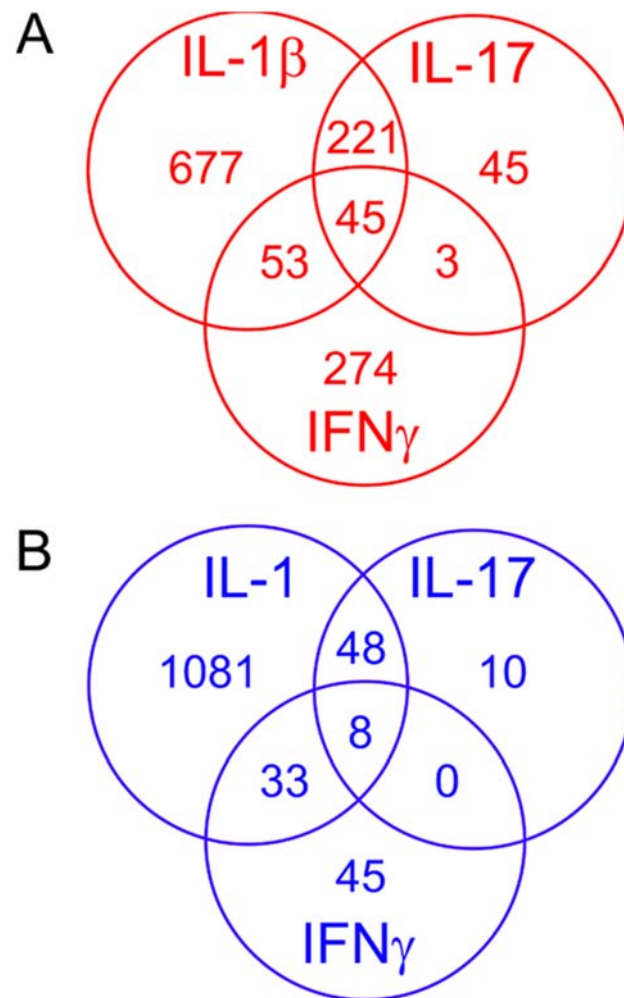 A
IL-1β IL-17
221
677 45
45
53 3
274
IFNγ
B
IL-1 IL-17
48
1081 10
8
33 0
45
IFNγ